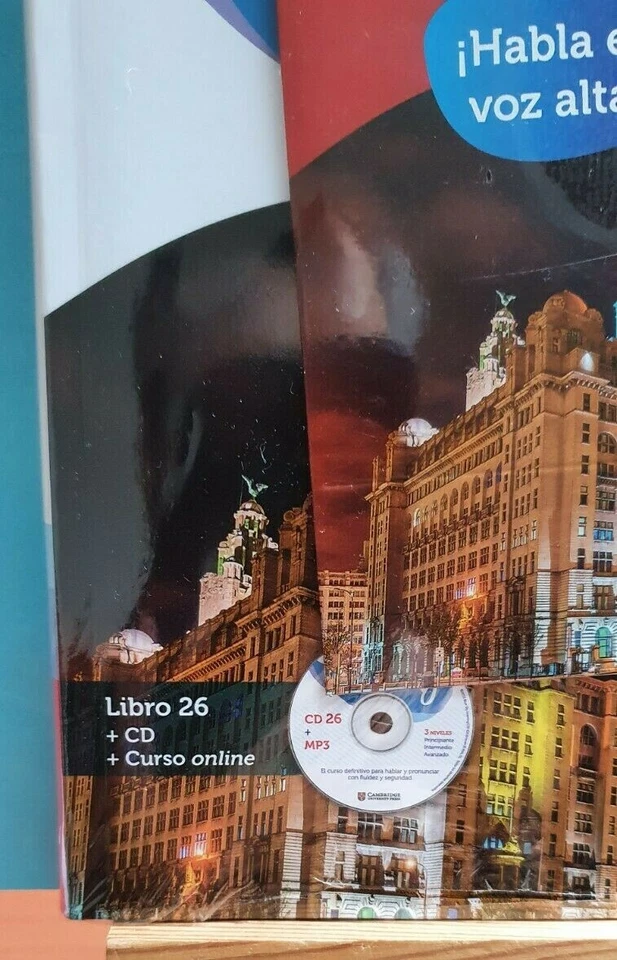 ¡Habla e
voz alta
Libro 26
+ CD
+ Curso online
CD 26
+
MP3
3 NIVELES
Principiante
Intermedio
Avanzado
El curso definitivo para hablar y pronunciar
con fluidez y seguridad
CAMBRIDGE
UNIVERSITY PRESS